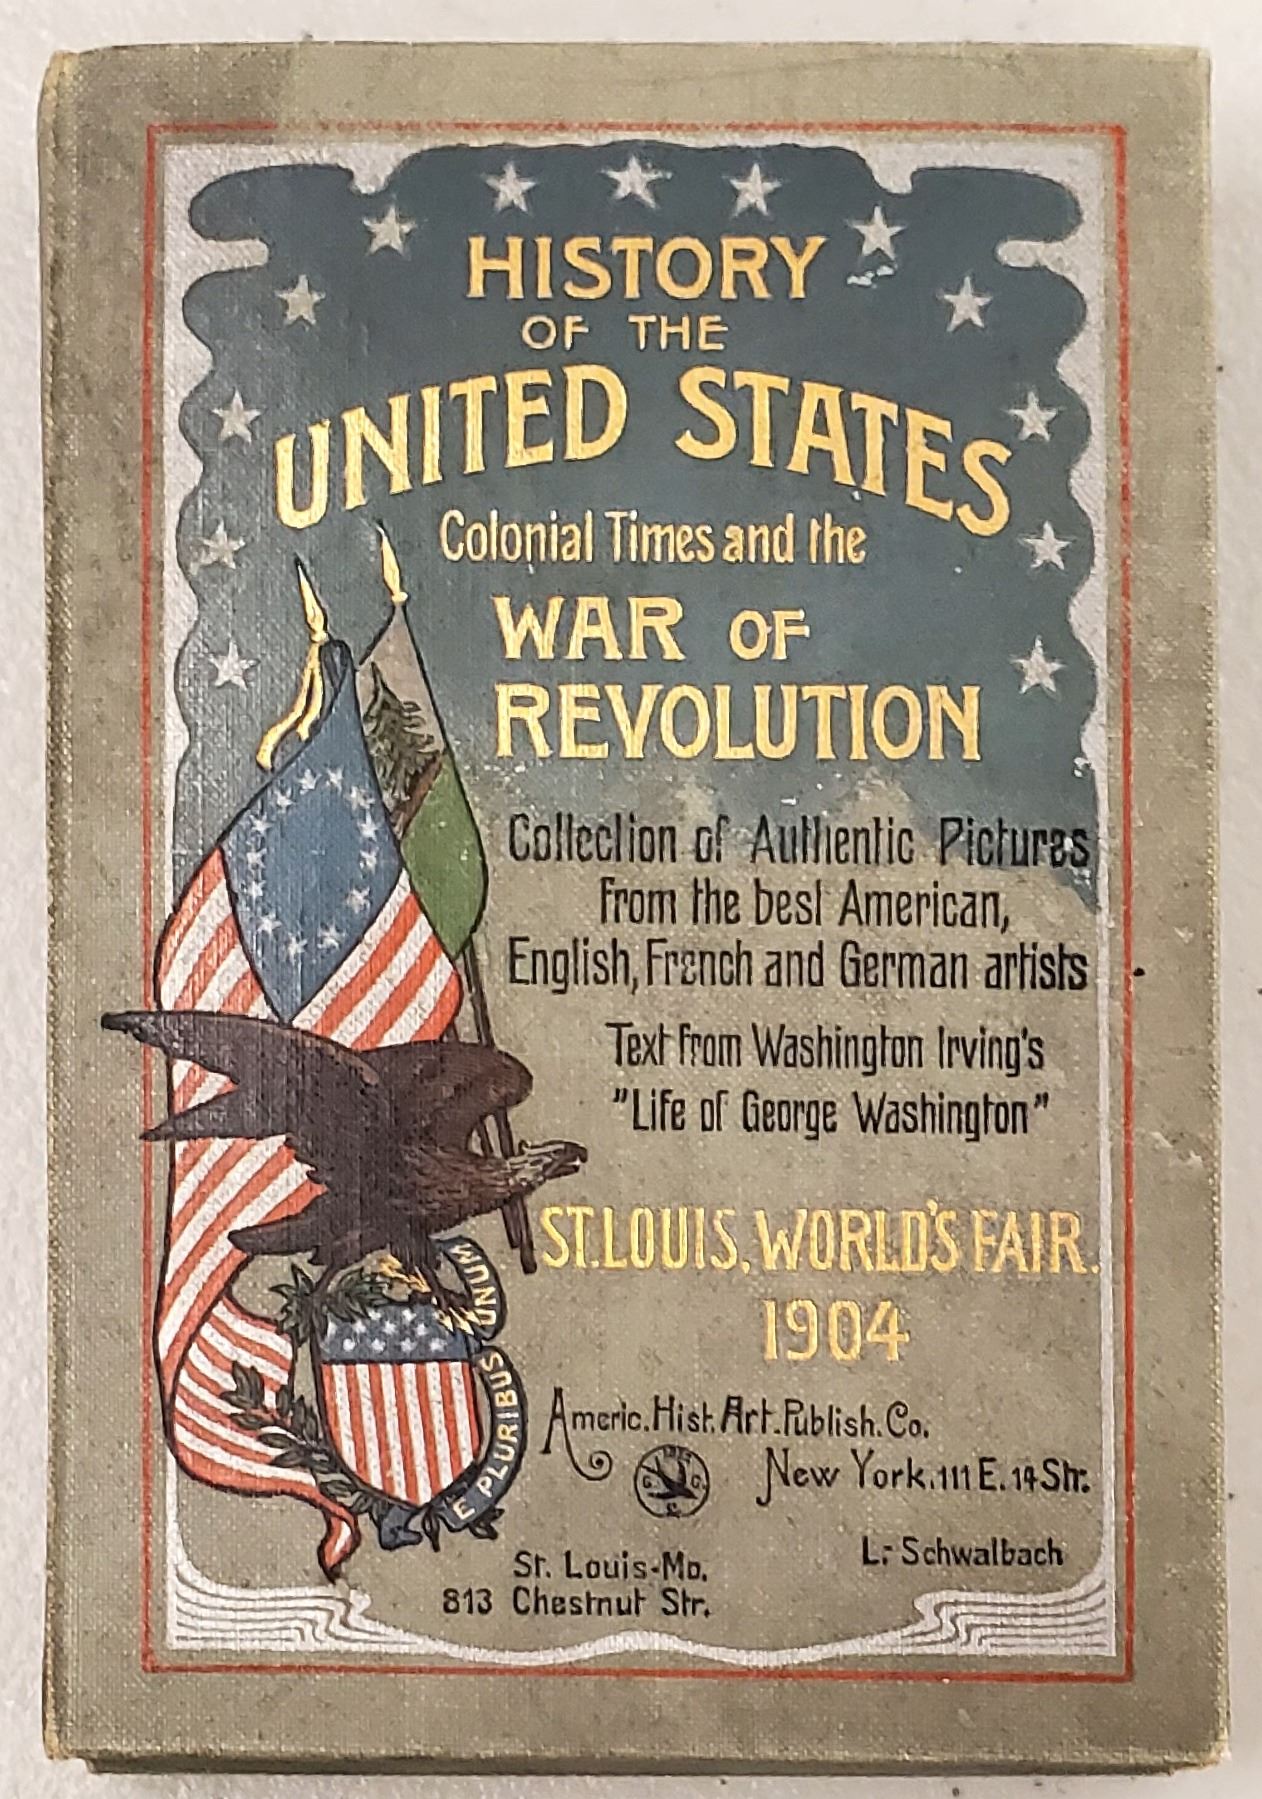 HISTORY
OF THE
UNITED STATES
Colonial Times and the
WAR OF
REVOLUTION
Collection of Authentic Pictures
from the best American,
English, French and German artists
Text from Washington Irving's
"Life of George Washington"
ST. LOUIS, WORLD'S FAIR.
1904
E PLURIBUS UNUM
Americ. Hist. Art. Publish. Co.
New York. 111 E. 14 Str.
L. Schwalbach
St. Louis-Mo.
813 Chestnut Str.